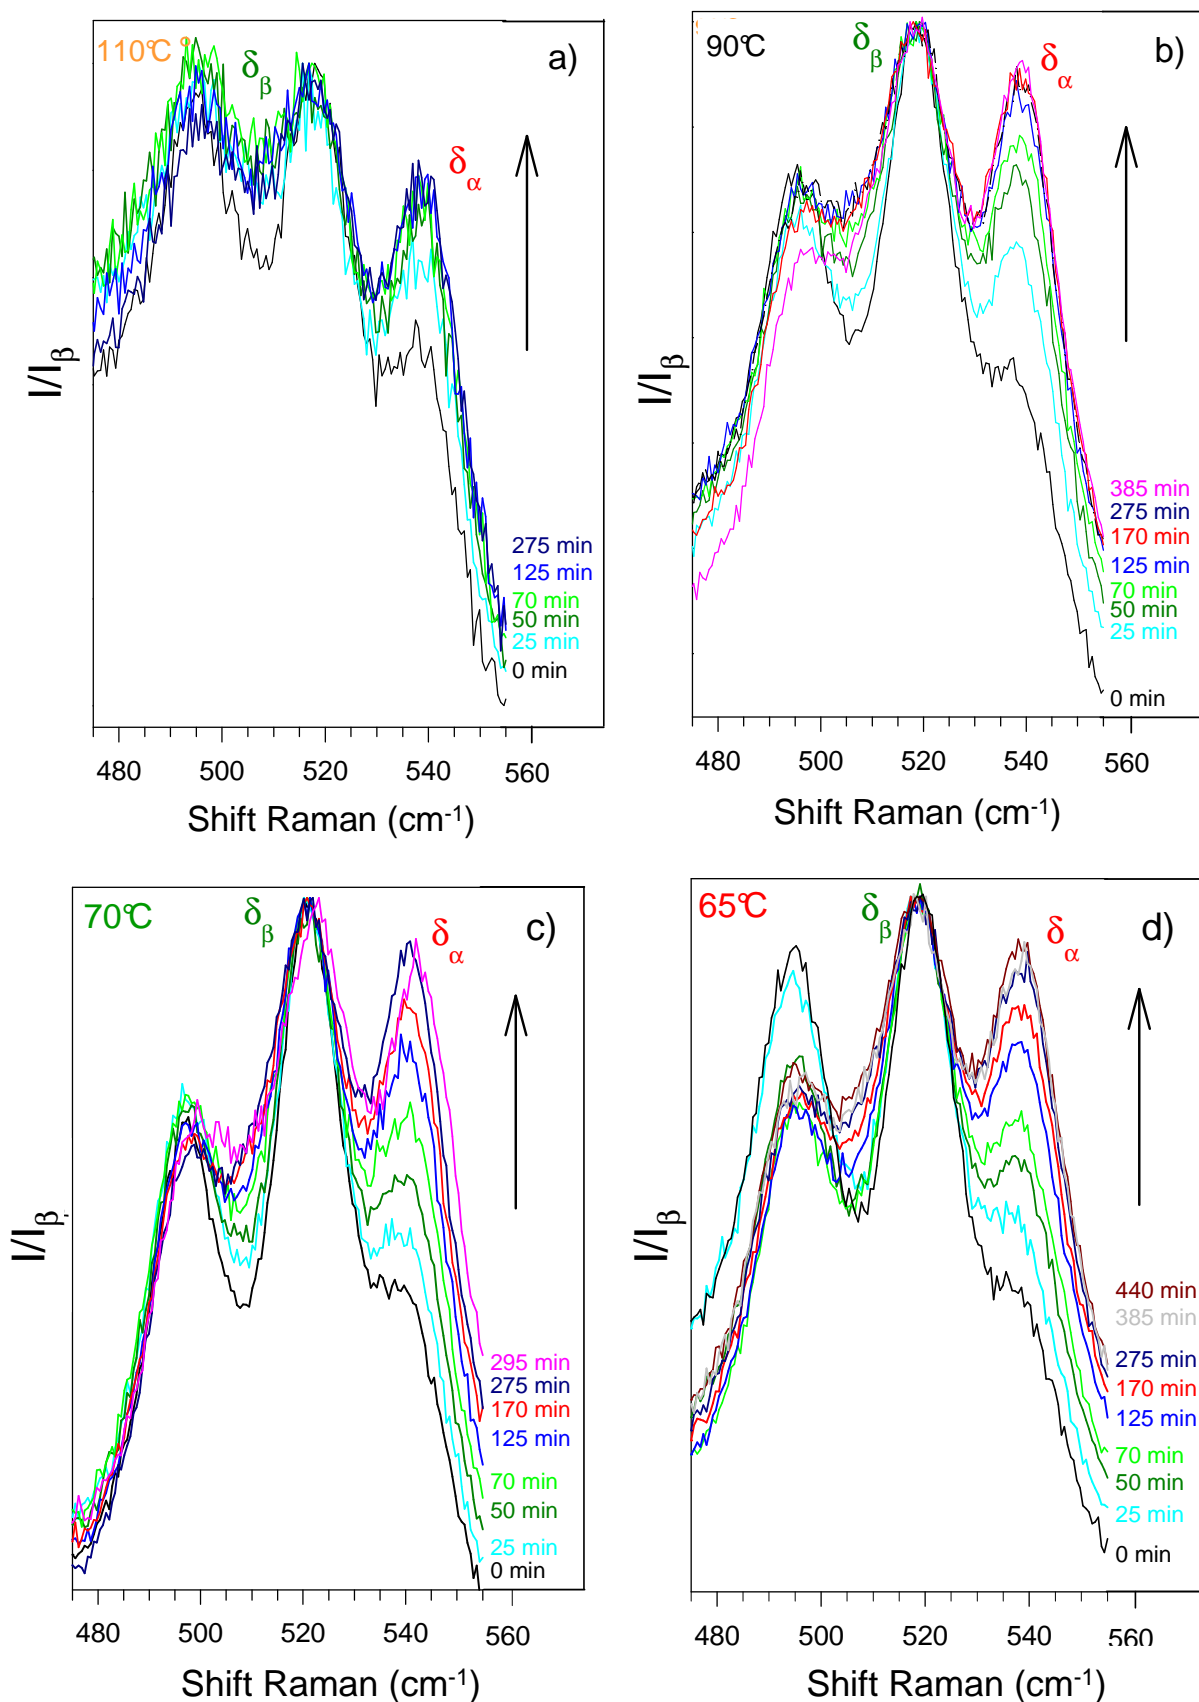 110℃ °
δβ
a)
δα
I/Iβ
275 min
125 min
70 min
50 min
25 min
0 min
480 500 520 540 560
Shift Raman (cm-1)
90℃
δβ
b)
δα
I/Iβ
385 min
275 min
170 min
125 min
70 min
50 min
25 min
0 min
480 500 520 540 560
Shift Raman (cm-1)
70℃
δβ
c)
δα
I/Iβ
295 min
275 min
170 min
125 min
70 min
50 min
25 min
0 min
480 500 520 540 560
Shift Raman (cm-1)
65℃
δβ
d)
δα
I/Iβ
440 min
385 min
275 min
170 min
125 min
70 min
50 min
25 min
0 min
480 500 520 540 560
Shift Raman (cm-1)